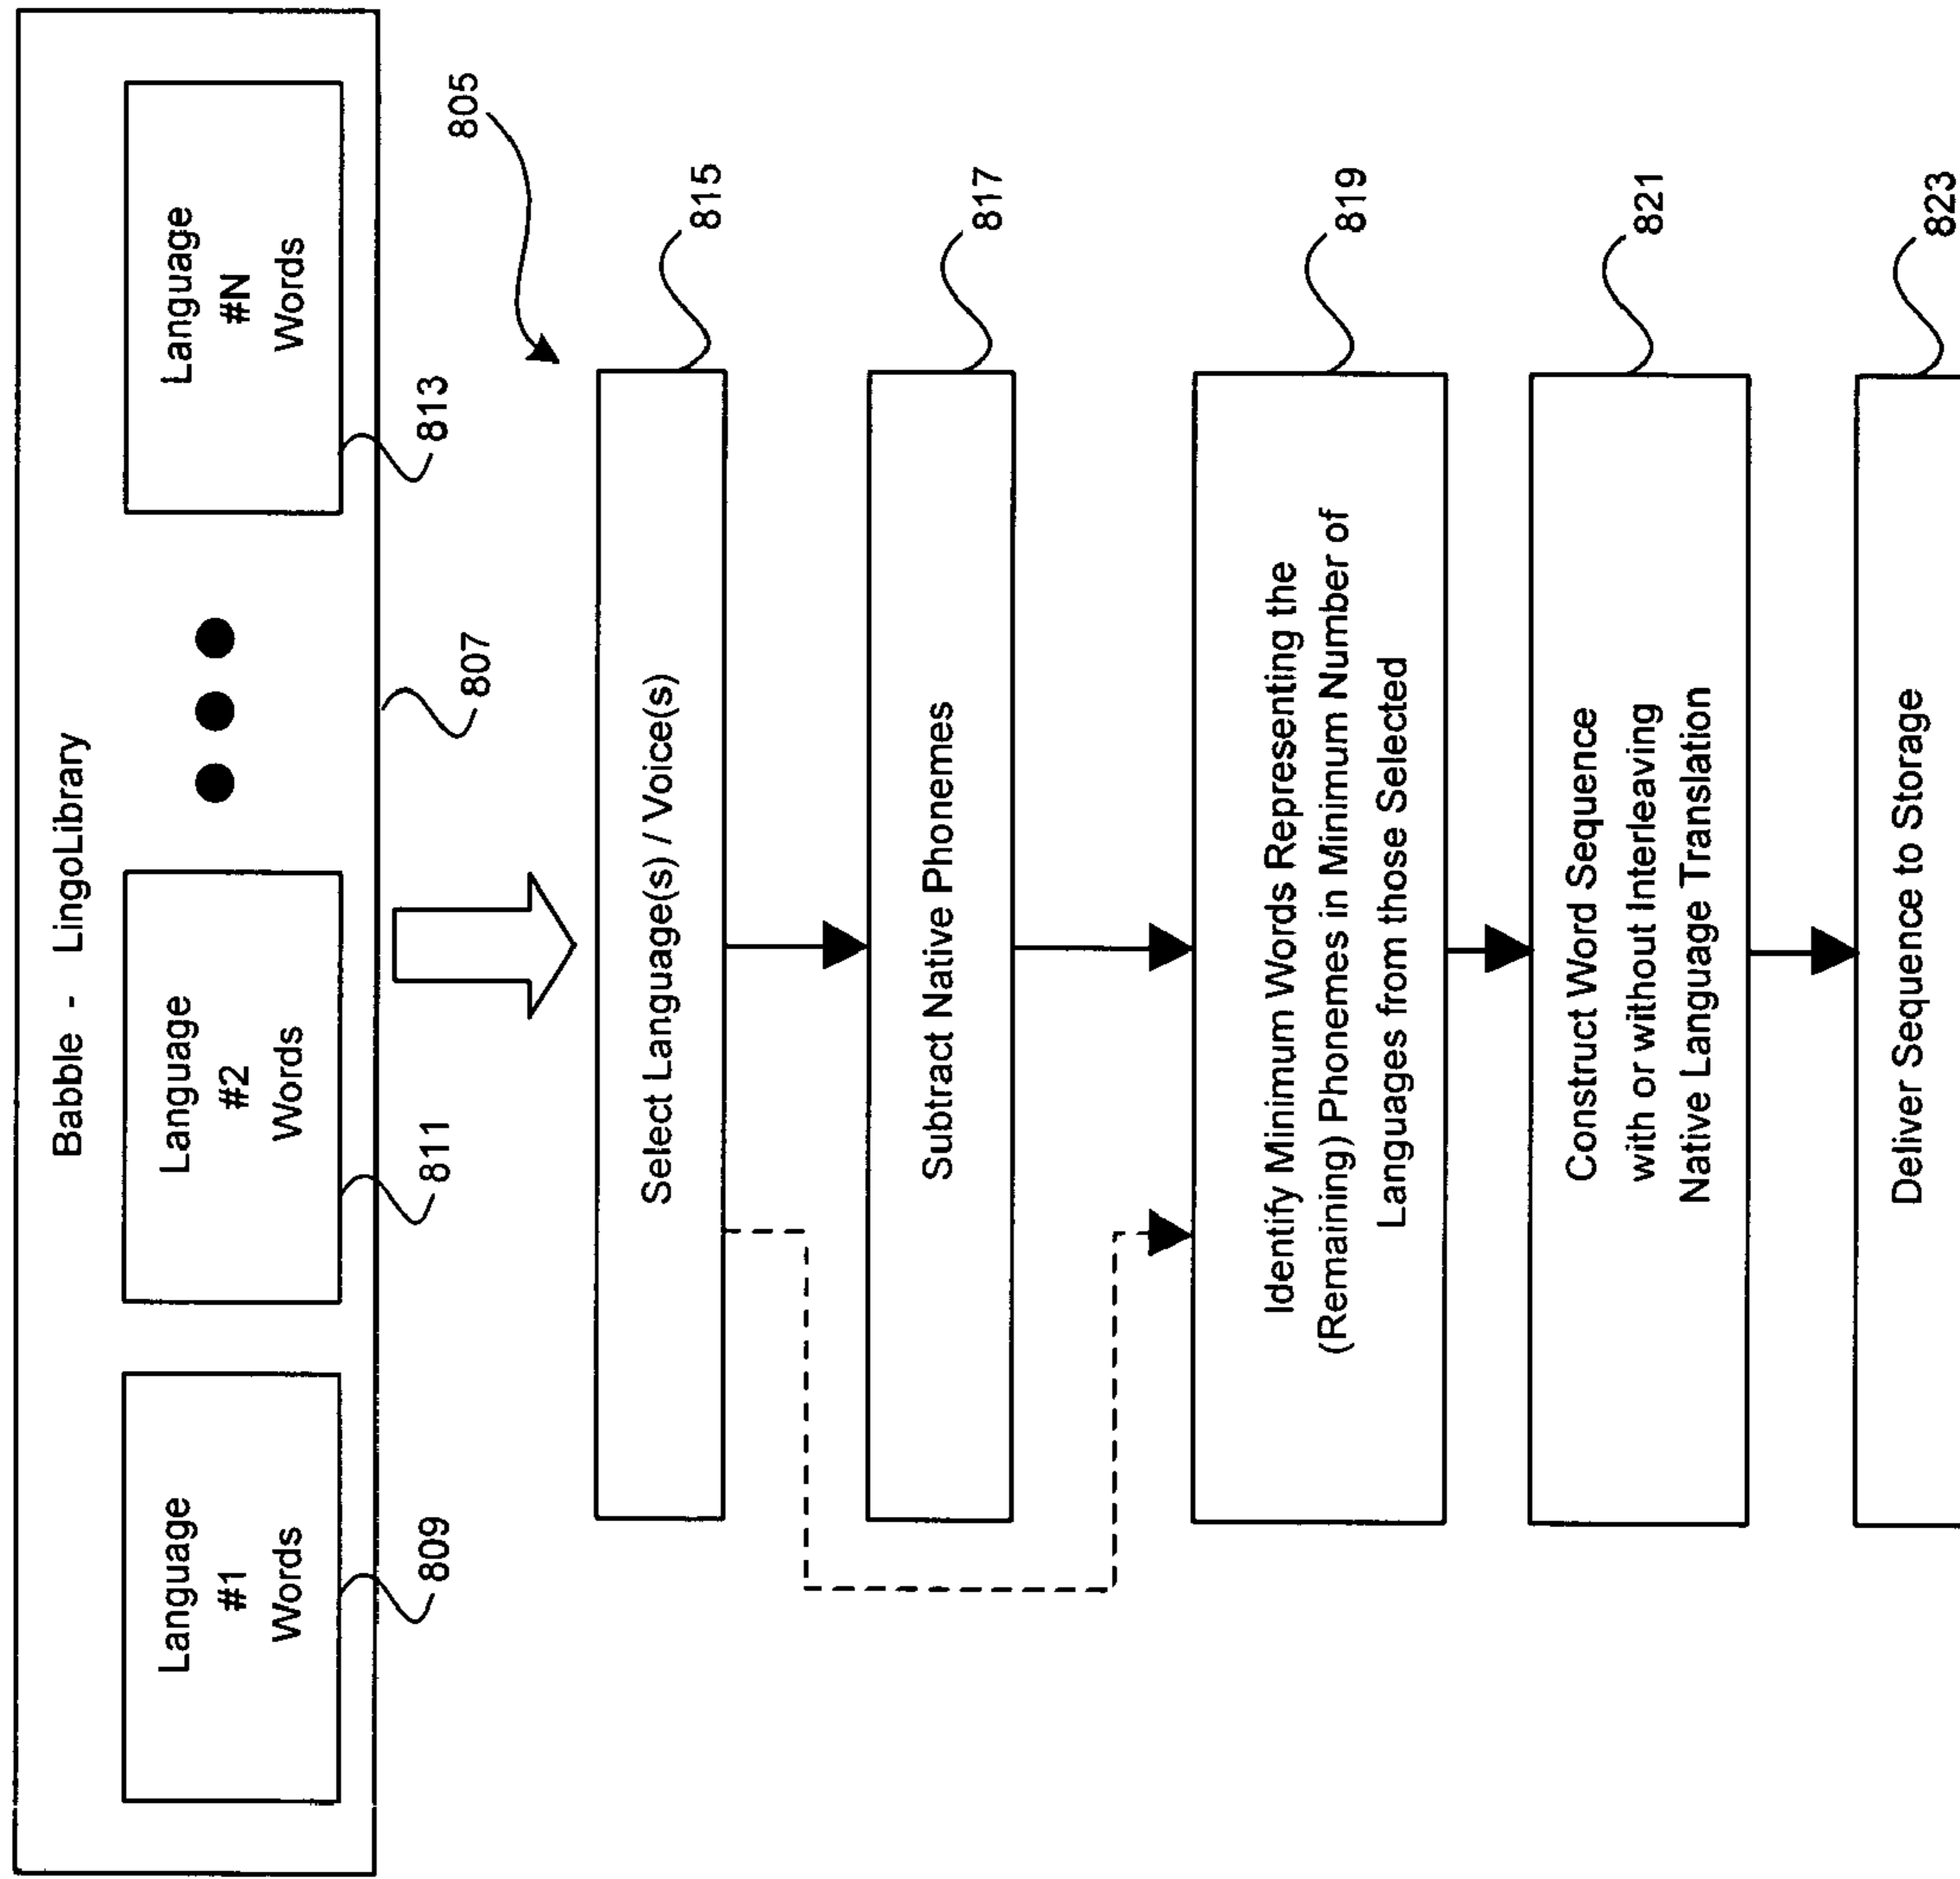 Babble - LingoLibrary
Language
#1
Words
809
Language
#2
Words
811
Language
#N
Words
813
807
805
Select Language(s) / Voice(s)
815
Subtract Native Phonemes
817
Identify Minimum Words Representing the
(Remaining) Phonemes in Minimum Number of
Languages from those Selected
819
Construct Word Sequence
with or without Interleaving
Native Language Translation
821
Deliver Sequence to Storage
823